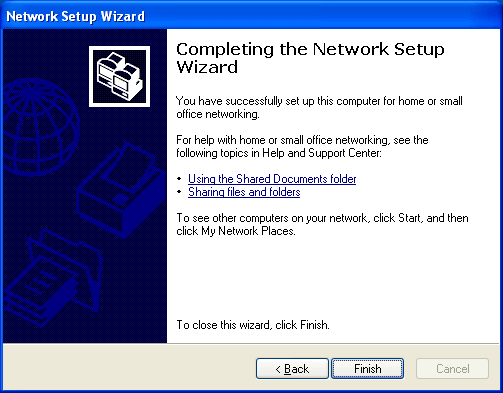 Network Setup Wizard
Completing the Network Setup
Wizard
You have successfully set up this computer for home or small
office networking.
For help with home or small office networking, see the
following topics in Help and Support Center:
• Using the Shared Documents folder
• Sharing files and folders
To see other computers on your network, click Start, and then
click My Network Places.
To close this wizard, click Finish.
< Back Finish Cancel